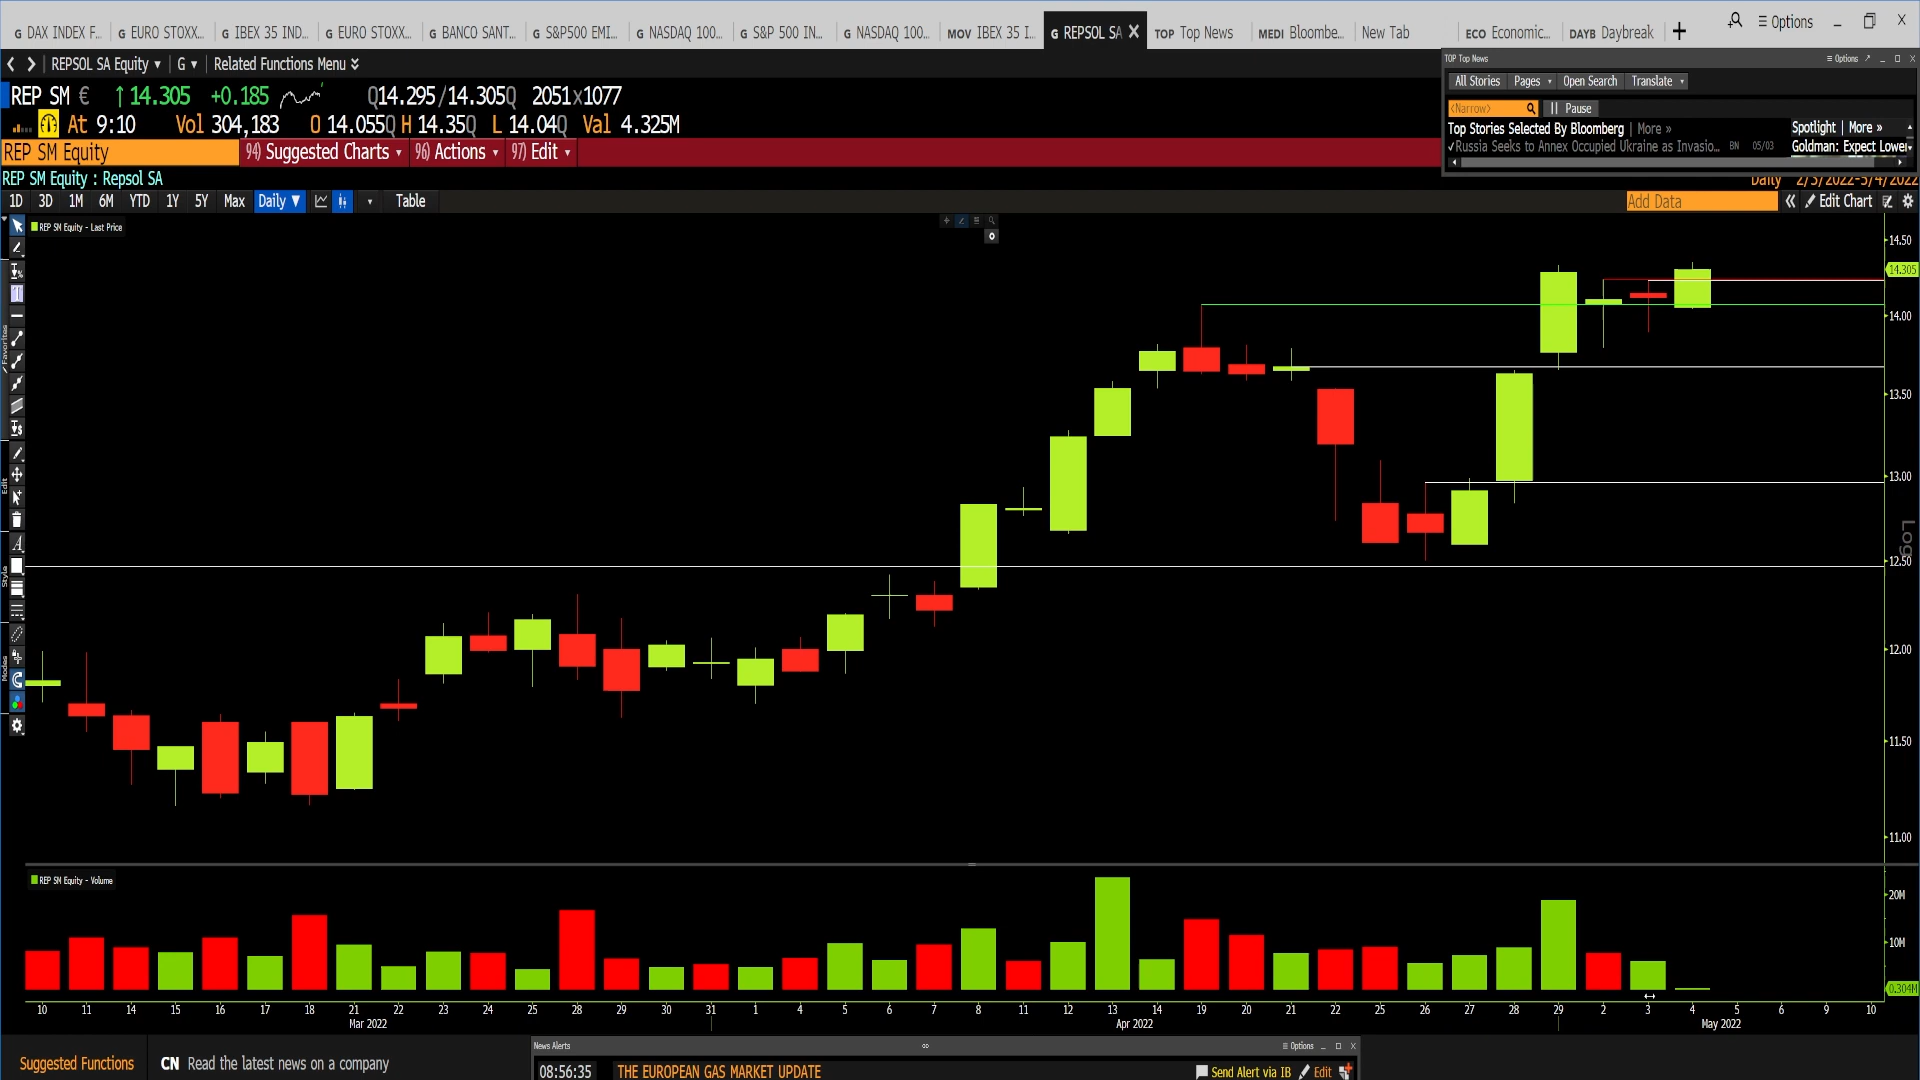 G DAX INDEX F... G EURO STOXX... G IBEX 35 IND... G EURO STOXX... G BANCO SANT... G S&P500 EMI... G NASDAQ 100... G S&P 500 IN... G NASDAQ 100... MOV IBEX 35 I... G REPSOL SA X TOP Top News MEDI Bloombe... New Tab ECO Economic... DAYB Daybreak + Options
REPSOL SA Equity G Related Functions Menu
TOP Top News Options
All Stories Pages Open Search Translate
<Narrow> Pause
Top Stories Selected By Bloomberg | More » Spotlight | More »
Russia Seeks to Annex Occupied Ukraine as Invasio... BN 05/03 Goldman: Expect Lower
REP SM € ↑14.305 +0.185 Q14.295/14.305Q 2051x1077
At 9:10 Vol 304,183 O 14.055Q H 14.35Q L 14.04Q Val 4.325M
REP SM Equity 94) Suggested Charts 96) Actions 97) Edit
REP SM Equity : Repsol SA
Daily 2/3/2022-5/4/2022
1D 3D 1M 6M YTD 1Y 5Y Max Daily ▼ Table Add Data « Edit Chart
REP SM Equity - Last Price
14.50
14.305
14.00
13.50
13.00
12.50
12.00
11.50
11.00
Log
Favorites
Edit
Style
Modes
REP SM Equity - Volume
20M
10M
0.304M
10 11 14 15 16 17 18 21 22 23 24 25 28 29 30 31 1 4 5 6 7 8 11 12 13 14 19 20 21 22 25 26 27 28 29 2 3 4 5 6 9 10
Mar 2022 Apr 2022 May 2022
Suggested Functions CN Read the latest news on a company
News Alerts Options
08:56:35 THE EUROPEAN GAS MARKET UPDATE Send Alert via IB Edit